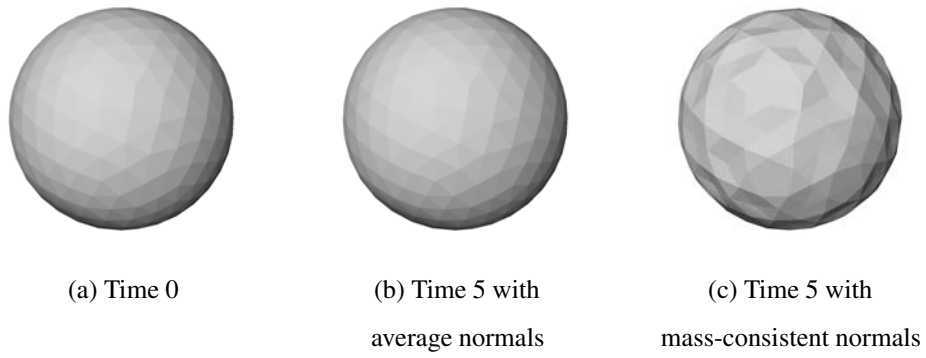 (a) Time 0
(b) Time 5 with
average normals
(c) Time 5 with
mass-consistent normals